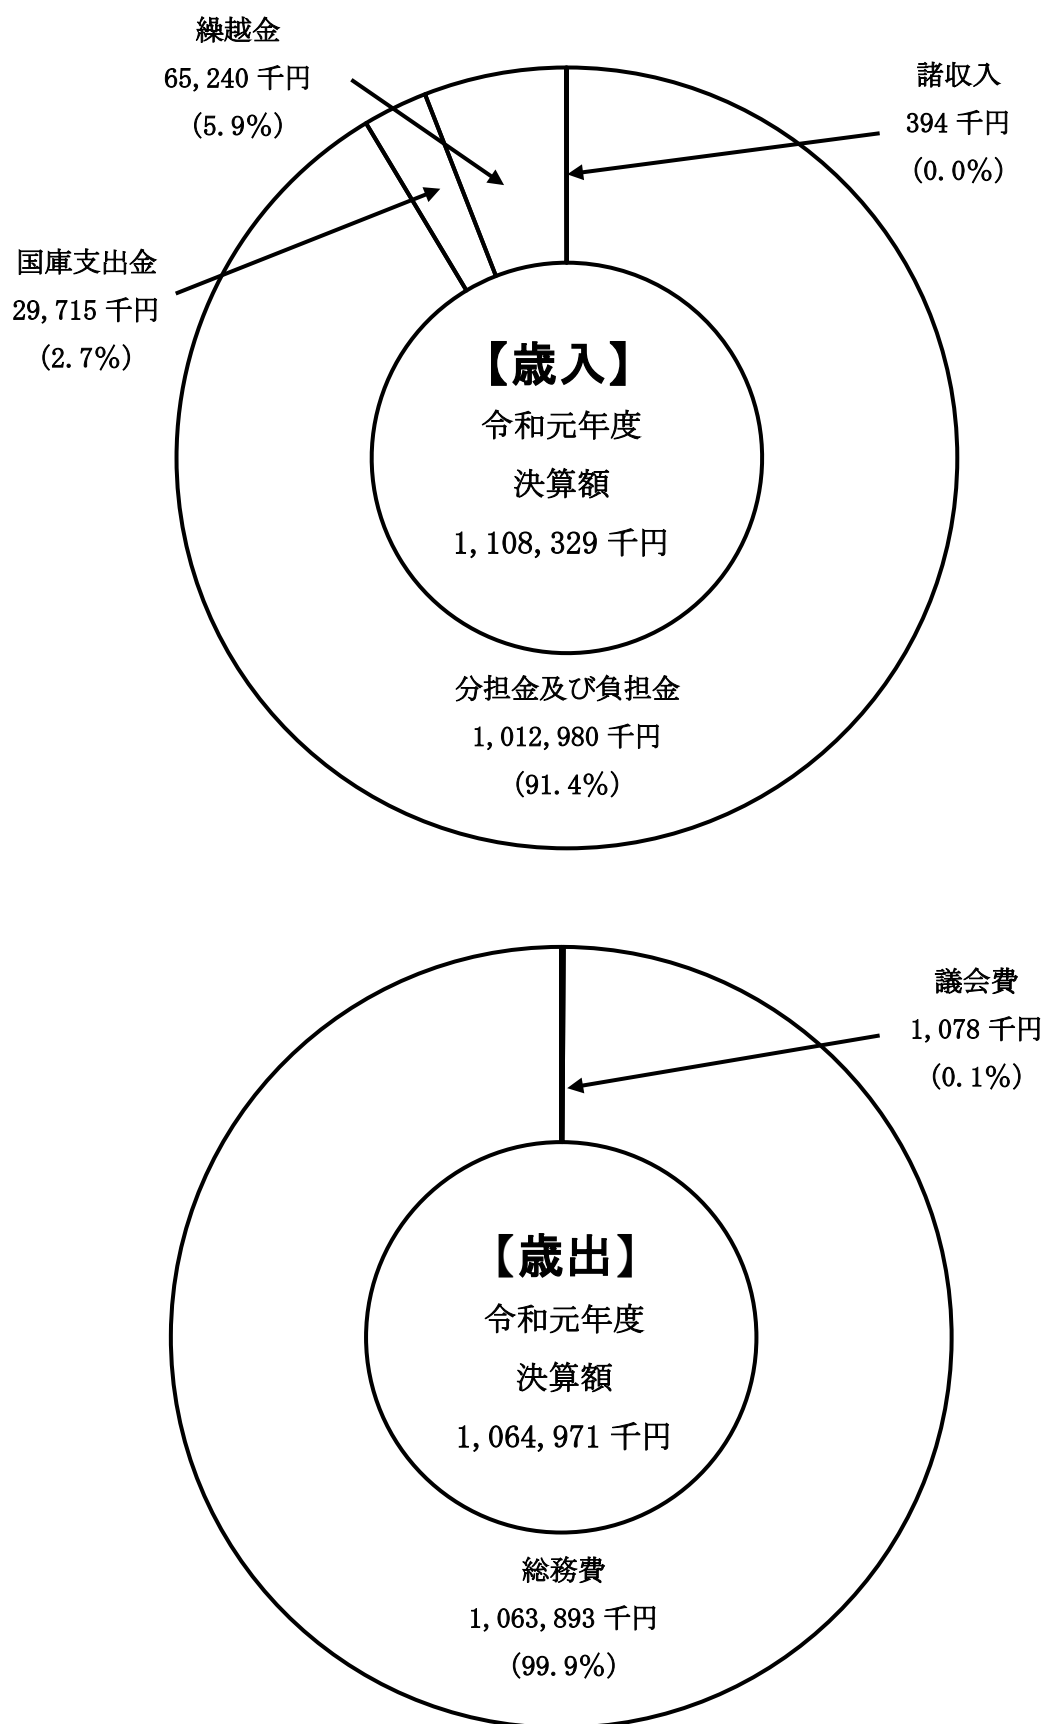 繰越金
65,240 千円
(5.9%)
諸収入
394 千円
(0.0%)
国庫支出金
29,715 千円
(2.7%)
【歳入】
令和元年度
決算額
1,108,329 千円
分担金及び負担金
1,012,980 千円
(91.4%)
議会費
1,078 千円
(0.1%)
【歳出】
令和元年度
決算額
1,064,971 千円
総務費
1,063,893 千円
(99.9%)